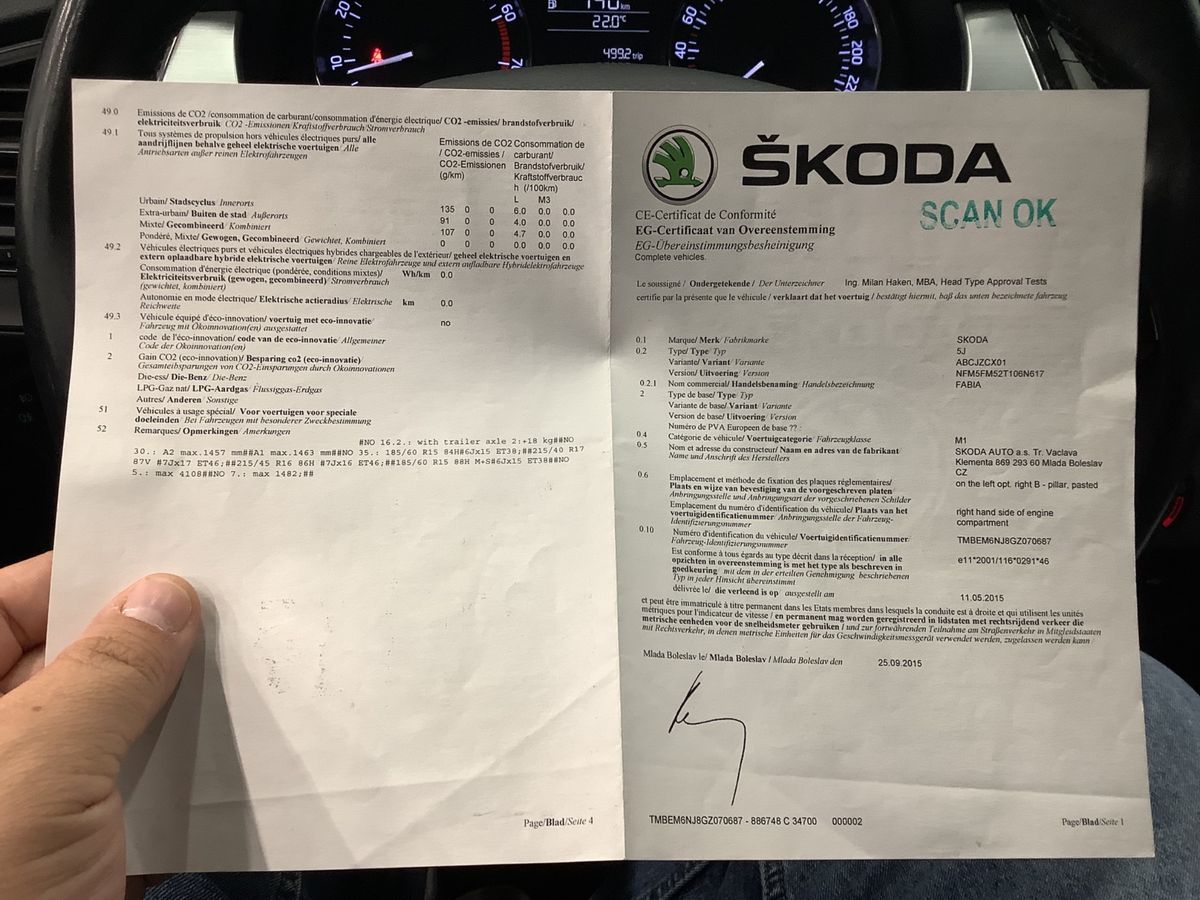 20
10
60
22.0°C
499.2 trip
60
40
180
200
49.0 Emissions de CO2 /consommation de carburant/consommation d'énergie électrique/ CO2 -emissies/ brandstofverbruik/
elektriciteitsverbruik CO2 -Emissionen/Kraftstoffverbrauch/Stromverbrauch
49.1 Tous systèmes de propulsion hors véhicules électriques purs/ alle
aandrijflijnen behalve geheel elektrische voertuigen / Alle
Antriebsarten außer reinen Elektrofahrzeugen
Emissions de CO2 Consommation de
/ CO2-emissies / carburant/
CO2-Emissionen Brandstofverbruik/
(g/km) Kraftstoffverbrauc
h (/100km)
L M3
Urbain/ Stadscyclus /Innerorts 135 0 0 6.0 0.0 0.0
Extra-urbain/ Buiten de stad /Außerorts 91 0 0 4.0 0.0 0.0
Mixte/ Gecombineerd /Kombiniert 107 0 0 4.7 0.0 0.0
Pondéré, Mixte/ Gewogen, Gecombineerd / Gewichtet, Kombiniert 0 0 0 0.0 0.0 0.0
49.2 Véhicules électriques purs et véhicules électriques hybrides chargeables de l'extérieur/ geheel elektrische voertuigen en
extern oplaadbare hybride elektrische voertuigen / Reine Elektrofahrzeuge und extern aufladbare Hybridelektrofahrzeuge
Consommation d'énergie électrique (pondérée, conditions mixtes)/ Wh/km 0.0
Elektriciteitsverbruik (gewogen, gecombineerd) /Stromverbrauch
(gewichtet, kombiniert)
Autonomie en mode électrique/ Elektrische actieradius/ Elektrische km 0.0
Reichweite
49.3 Véhicule équipé d'éco-innovation/ voertuig met eco-innovatie/ no
Fahrzeug mit Ökoinnovation(en) ausgestattet
1 code de l'éco-innovation/ code van de eco-innovatie/ Allgemeiner
Code der Ökoinnovation(en)
2 Gain CO2 (eco-innovation)/ Besparing co2 (eco-innovatie)/
Gesamteibsparungen von CO2-Einsparungen durch Okoinnovationen
Die-ess/ Die-Benz/ Die-Benz
LPG-Gaz nat/ LPG-Aardgas/ Flussiggas-Erdgas
Autres/ Anderen /Sonstige
51 Véhicules à usage spécial/ Voor voertuigen voor speciale
doeleinden /Bei Fahrzeugen mit besonderer Zweckbestimmung
52 Remarques/ Opmerkingen/ Amerkungen
#NO 16.2.: with trailer axle 2:+18 kg##NO
30.: A2 max.1457 mm##A1 max.1463 mm##NO 35.: 185/60 R15 84H#6Jx15 ET38;##215/40 R17
87V #7Jx17 ET46;##215/45 R16 86H #7Jx16 ET46;##185/60 R15 88H M+S#6Jx15 ET38##NO
5.: max 4108##NO 7.: max 1482;##
Page/Blad/Seite 4
ŠKODA
SCAN OK
CE-Certificat de Conformité
EG-Certificaat van Overeenstemming
EG-Übereinstimmungsbesheinigung
Complete vehicles.
Le soussigné / Ondergetekende / Der Unterzeichner Ing. Milan Haken, MBA, Head Type Approval Tests
certifie par la présente que le véhicule / verklaart dat het voertuig / bestätigt hiermit, baß das unten bezeichnete fahrzeug
0.1 Marque/ Merk/ Fabrikmarke SKODA
0.2 Type/ Type/ Typ 5J
Variante/ Variant/ Variante ABCJZCX01
Version/ Uitvoering/ Version NFM5FM52T106N617
0.2.1 Nom commercial/ Handelsbenaming/ Handelsbezeichnung FABIA
2 Type de base/ Type/ Typ
Variante de base/ Variant/ Variante
Version de base/ Uitvoering/ Version
Numéro de PVA Europeen de base ?? :
0.4 Catégorie de véhicule/ Voertuigcategorie /Fahrzeugklasse M1
0.5 Nom et adresse du constructeur/ Naam en adres van de fabrikant/ SKODA AUTO a.s. Tr. Vaclava
Name und Anschrift des Herstellers Klementa 869 293 60 Mlada Boleslav
CZ
0.6 Emplacement et méthode de fixation des plaques réglementaires/ on the left opt. right B - pillar, pasted
Plaats en wijze van bevestiging van de voorgeschreven platen/
Anbringungsstelle und Anbringungsart der vorgeschriebenen Schilder
Emplacement du numéro d'identification du véhicule/ Plaats van het right hand side of engine
voertuigidentificatienummer/ Anbringungsstelle der Fahrzeug- compartment
Identifizierungsnummer
0.10 Numéro d'identification du véhicule/ Voertuigidentificatienummer/ TMBEM6NJ8GZ070687
Fahrzeug-Identifizierungsnummer
Est conforme à tous égards au type décrit dans la réception/ in alle e11*2001/116*0291*46
opzichten in overeenstemming is met het type als beschreven in
goedkeuring/ mit dem in der erteilten Genehmigung beschriebenen
Typ in jeder Hinsicht übereinstimmt
délivrée le/ die verleend is op/ ausgestellt am 11.05.2015
et peut être immatriculé à titre permanent dans les Etats membres dans lesquels la conduite est à droite et qui utilisent les unités
métriques pour l'indicateur de vitesse / en permanent mag worden geregistreerd in lidstaten met rechtsrijdend verkeer die
metrische eenheden voor de snelheidsmeter gebruiken / und zur fortwährenden Teilnahme am Straßenverkehr in Mitgliedstaaten
mit Rechtsverkehr, in denen metrische Einheiten für das Geschwindigkeitsmessgerät verwendet werden, zugelassen werden kann
Mlada Boleslav le/ Mlada Boleslav / Mlada Boleslav den 25.09.2015
TMBEM6NJ8GZ070687 - 886748 C 34700 000002
Page/Blad/Seite 1